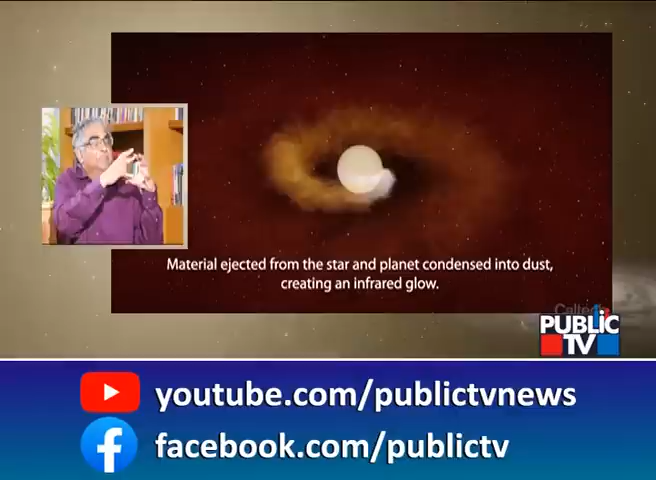 Material ejected from the star and planet condensed into dust,
creating an infrared glow.
PUBLiC
TV
youtube.com/publictvnews
facebook.com/publictv